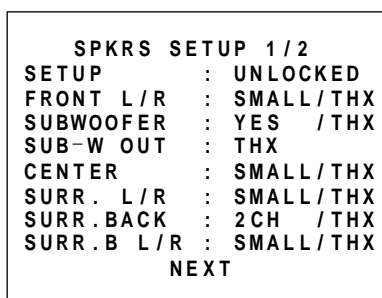 SPKRS SETUP 1/2
SETUP : UNLOCKED
FRONT L/R : SMALL/THX
SUBWOOFER : YES /THX
SUB-W OUT : THX
CENTER : SMALL/THX
SURR. L/R : SMALL/THX
SURR.BACK : 2CH /THX
SURR.B L/R : SMALL/THX
NEXT